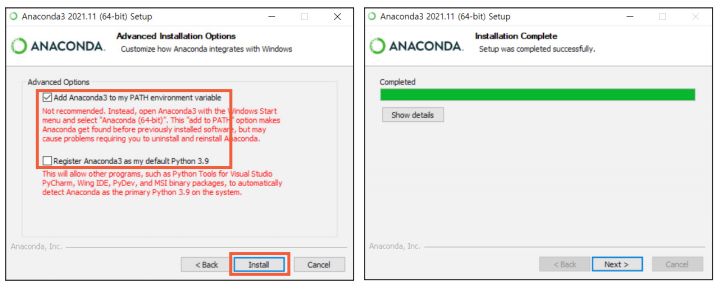 Anaconda3 2021.11 (64-bit) Setup
ANACONDA.
Advanced Installation Options
Customize how Anaconda integrates with Windows
Advanced Options
Add Anaconda3 to my PATH environment variable
Not recommended. Instead, open Anaconda3 with the Windows Start
menu and select "Anaconda (64-bit)". This "add to PATH" option makes
Anaconda get found before previously installed software, but may
cause problems requiring you to uninstall and reinstall Anaconda.
Register Anaconda3 as my default Python 3.9
This will allow other programs, such as Python Tools for Visual Studio
PyCharm, Wing IDE, PyDev, and MSI binary packages, to automatically
detect Anaconda as the primary Python 3.9 on the system.
Anaconda, Inc.
< Back
Install
Cancel
Anaconda3 2021.11 (64-bit) Setup
ANACONDA.
Installation Complete
Setup was completed successfully.
Completed
Show details
Anaconda, Inc.
< Back
Next >
Cancel